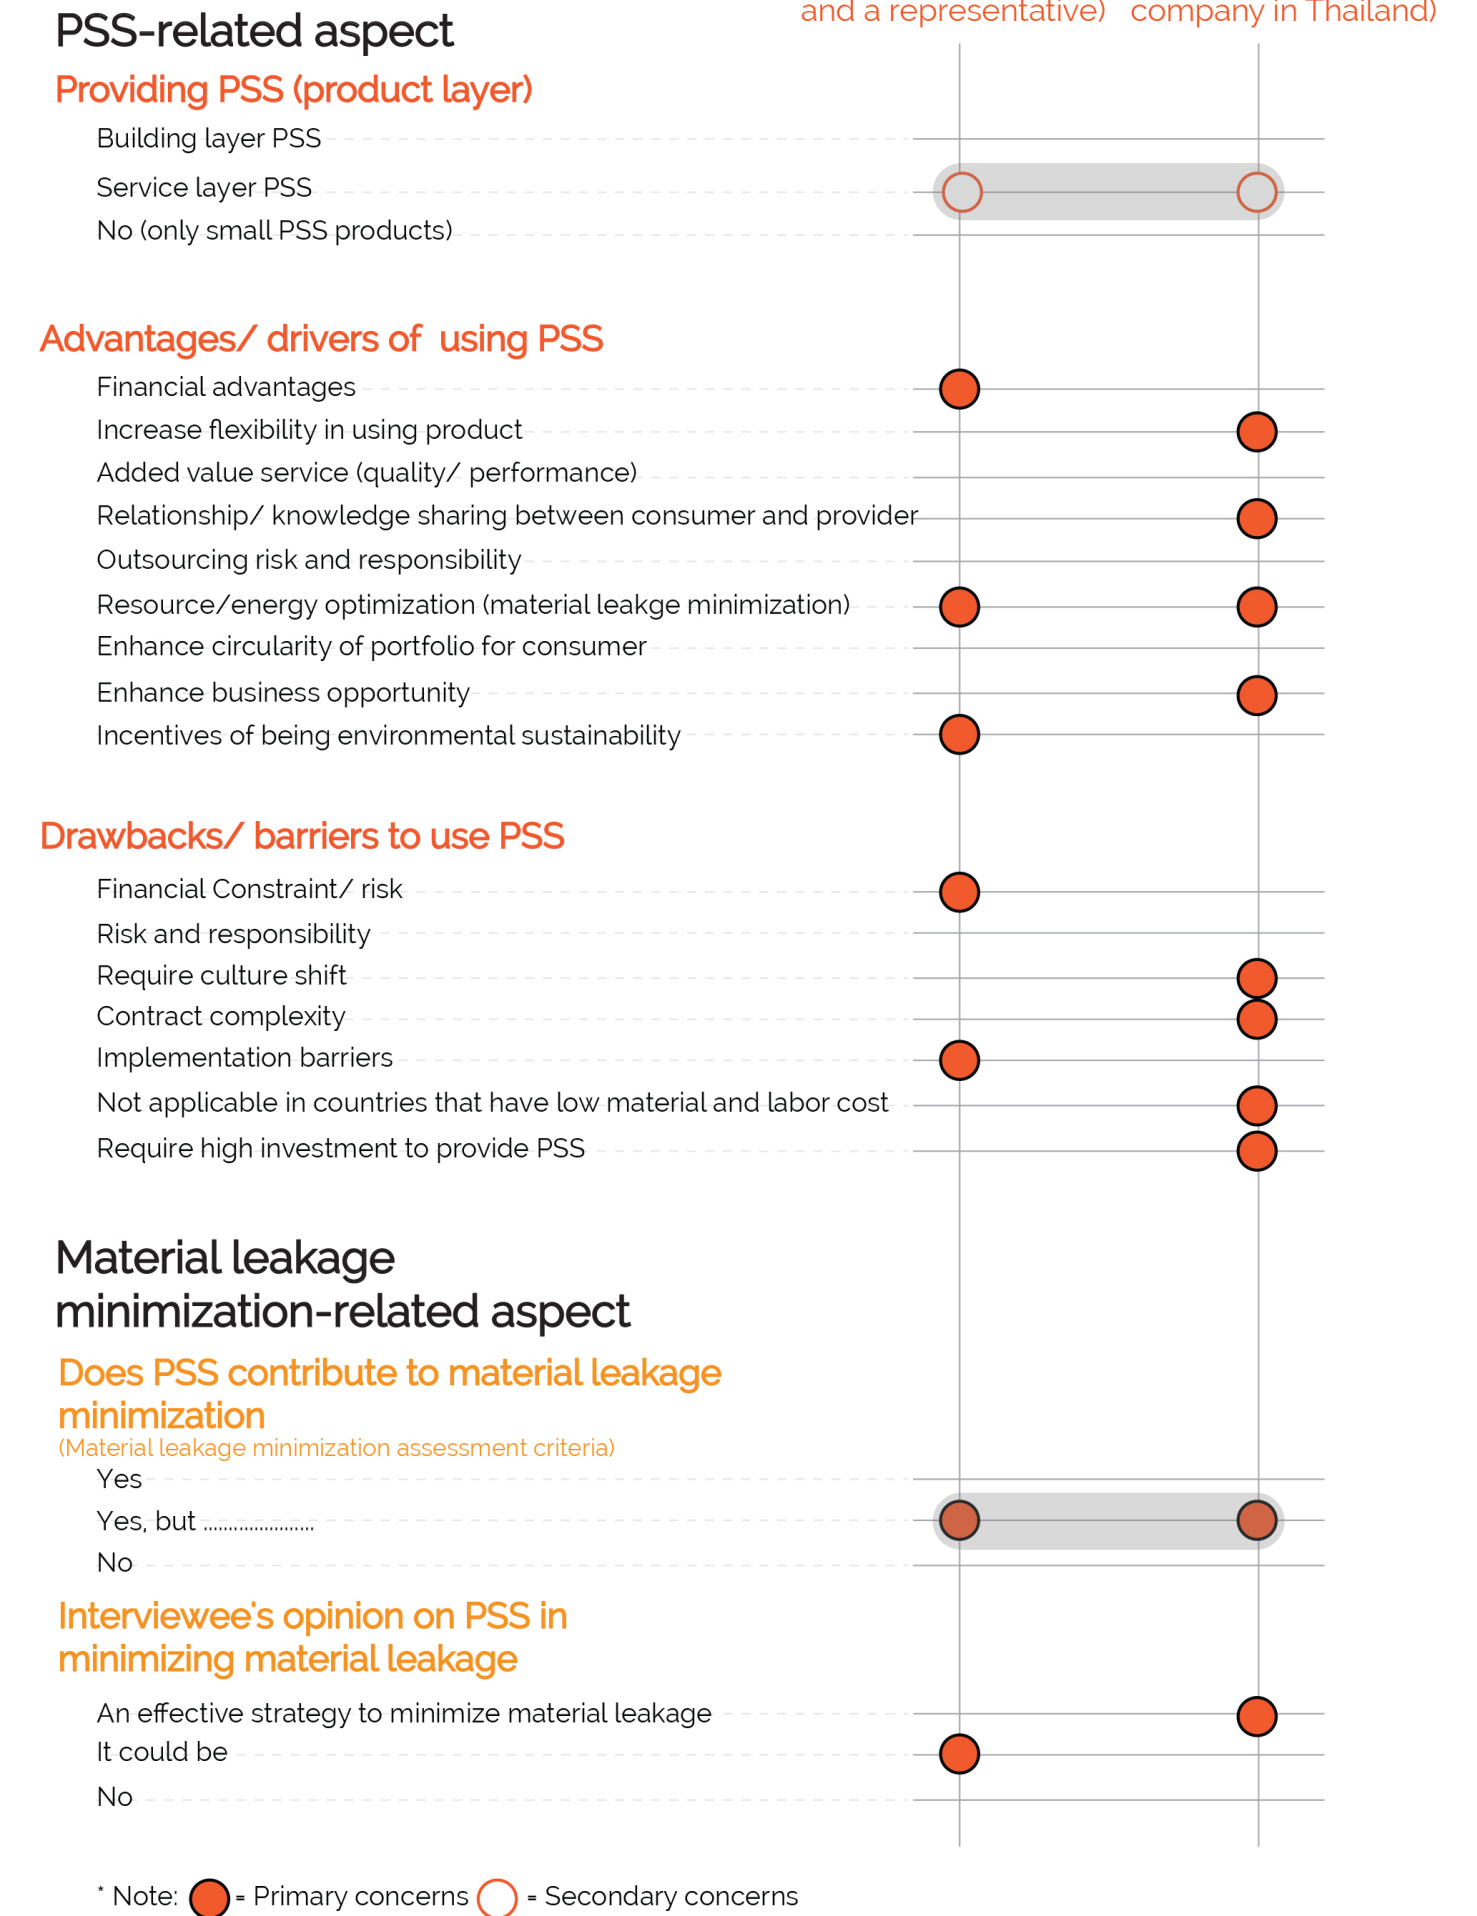 and a representative) company in Thailand)
PSS-related aspect
Providing PSS (product layer)
Building layer PSS
Service layer PSS
No (only small PSS products)
Advantages/ drivers of using PSS
Financial advantages
Increase flexibility in using product
Added value service (quality/ performance)
Relationship/ knowledge sharing between consumer and provider
Outsourcing risk and responsibility
Resource/energy optimization (material leakge minimization)
Enhance circularity of portfolio for consumer
Enhance business opportunity
Incentives of being environmental sustainability
Drawbacks/ barriers to use PSS
Financial Constraint/ risk
Risk and responsibility
Require culture shift
Contract complexity
Implementation barriers
Not applicable in countries that have low material and labor cost
Require high investment to provide PSS
Material leakage
minimization-related aspect
Does PSS contribute to material leakage
minimization
(Material leakage minimization assessment criteria)
Yes
Yes, but ......................
No
Interviewee's opinion on PSS in
minimizing material leakage
An effective strategy to minimize material leakage
It could be
No
* Note: = Primary concerns = Secondary concerns